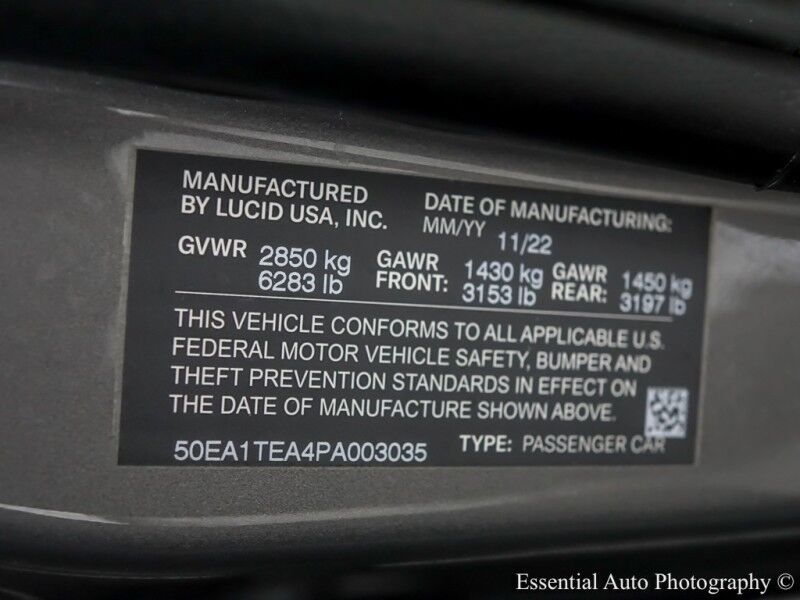 MANUFACTURED
BY LUCID USA, INC.
DATE OF MANUFACTURING:
MM/YY 11/22
GVWR 2850 kg
6283 lb
GAWR
FRONT: 1430 kg
3153 lb
GAWR
REAR: 1450 kg
3197 lb
THIS VEHICLE CONFORMS TO ALL APPLICABLE U.S.
FEDERAL MOTOR VEHICLE SAFETY, BUMPER AND
THEFT PREVENTION STANDARDS IN EFFECT ON
THE DATE OF MANUFACTURE SHOWN ABOVE.
50EA1TEA4PA003035 TYPE: PASSENGER CAR
Essential Auto Photography ©